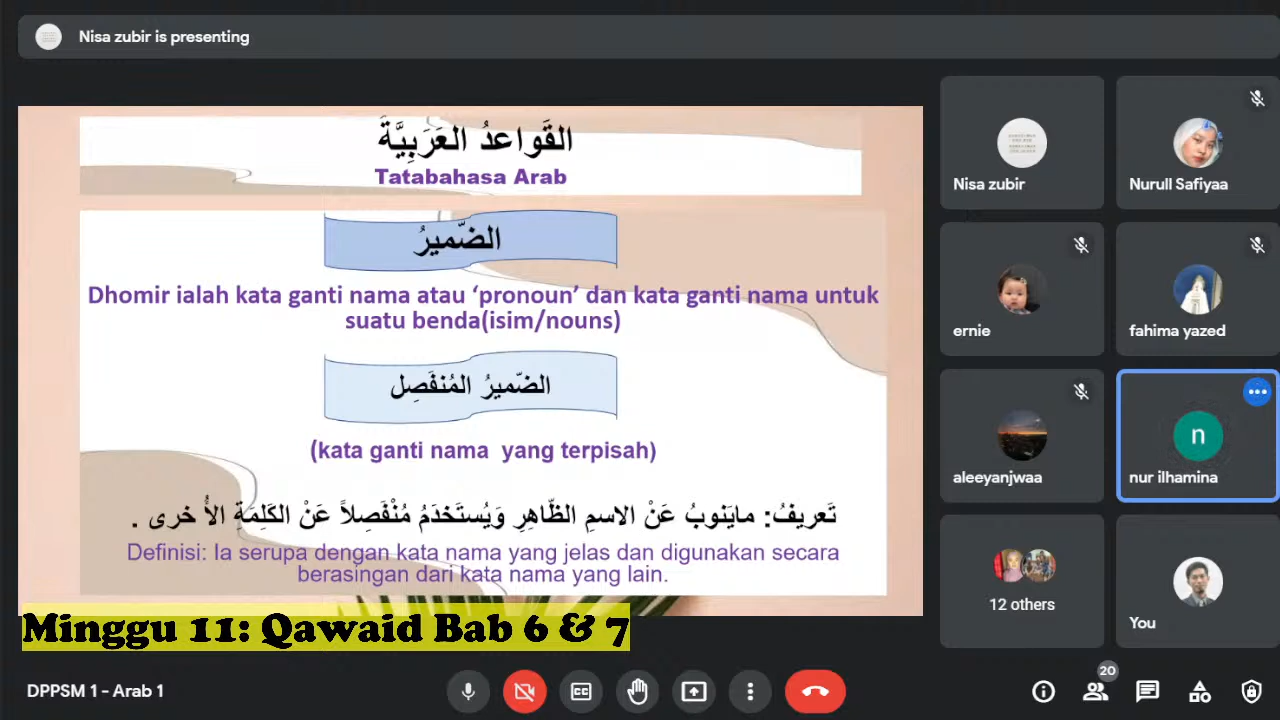 Nisa zubir is presenting
القَواعدُ العَرَبِيَّةَ
Tatabahasa Arab
الضّميرُ
Dhomir ialah kata ganti nama atau ‘pronoun’ dan kata ganti nama untuk
suatu benda(isim/nouns)
الضّميرُ المُنفَصِل
(kata ganti nama yang terpisah)
تَعريفُ: مايَنوبُ عَنْ الاسمِ الظّاهِرِ وَيُستَخدَمُ مُنْفَصِلاً عَنْ الكَلِمَةِ الأُ خرى .
Definisi: Ia serupa dengan kata nama yang jelas dan digunakan secara
berasingan dari kata nama yang lain.
Minggu 11: Qawaid Bab 6 & 7
Nisa zubir
Nurull Safiyaa
ernie
fahima yazed
aleeyanjwaa
n
nur ilhamina
12 others
You
DPPSM 1 - Arab 1
CC
20